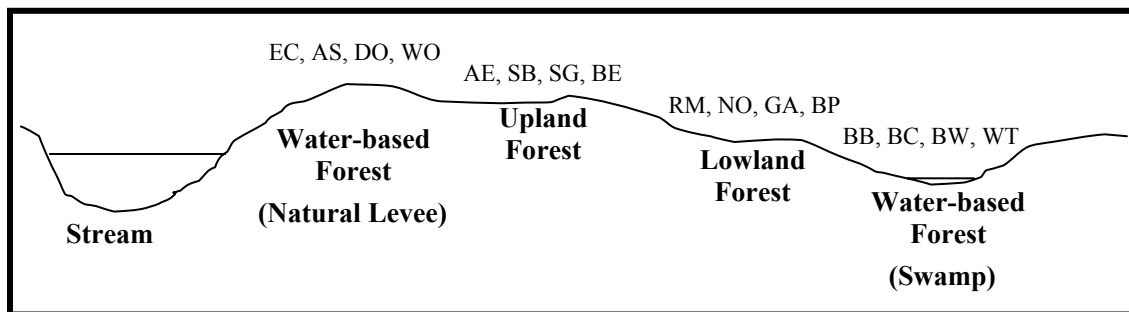 EC, AS, DO, WO
AE, SB, SG, BE
RM, NO, GA, BP
BB, BC, BW, WT
Stream
Water-based
Forest
(Natural Levee)
Upland
Forest
Lowland
Forest
Water-based
Forest
(Swamp)